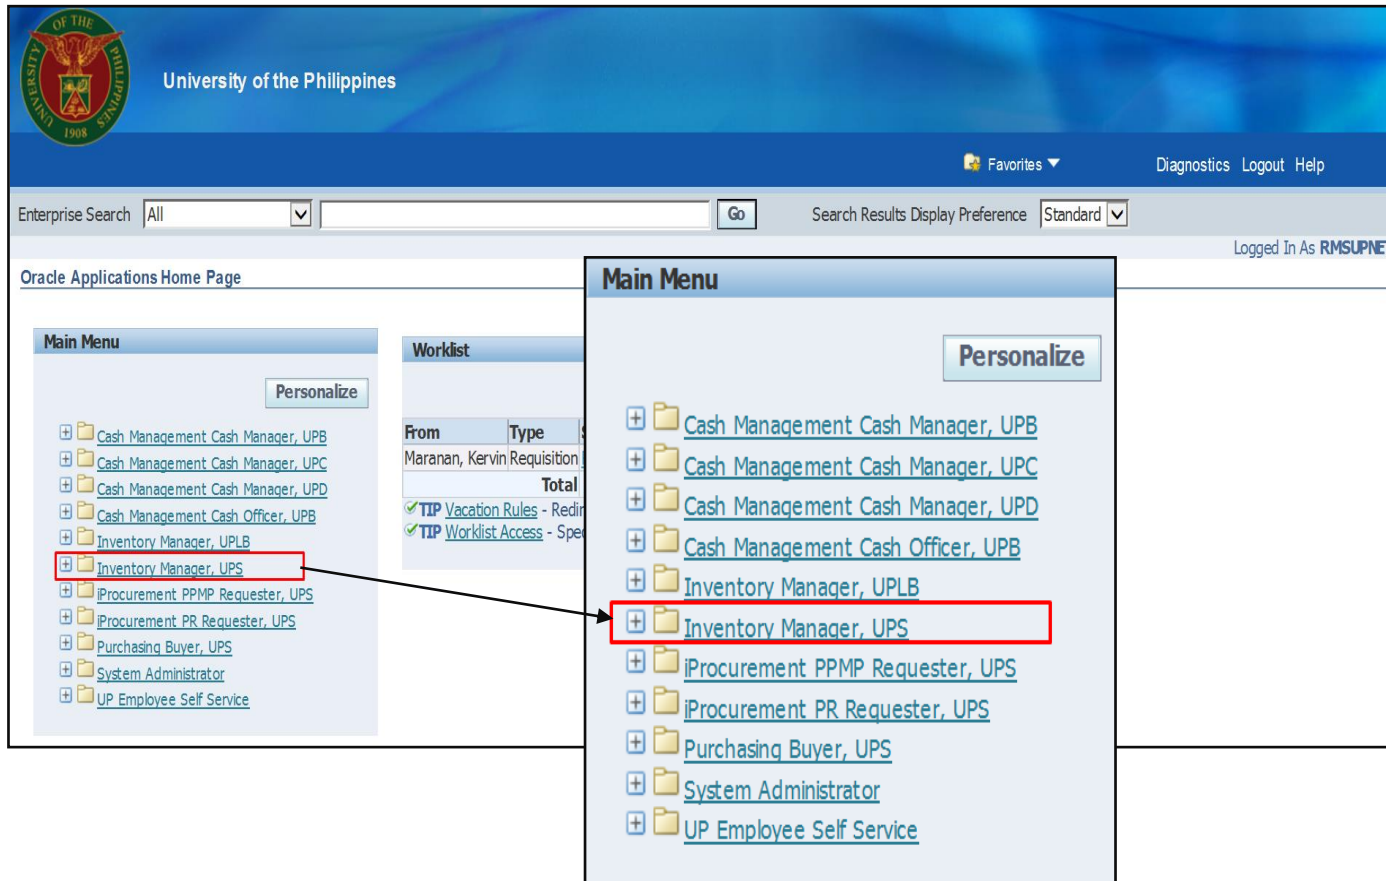 OF THE
UNIVERSITY PHILIPPINES
1908
University of the Philippines
Favorites Diagnostics Logout Help
Enterprise Search All Go Search Results Display Preference Standard
Logged In As RMSUPNE
Oracle Applications Home Page
Main Menu
Personalize
Cash Management Cash Manager, UPB
Cash Management Cash Manager, UPC
Cash Management Cash Manager, UPD
Cash Management Cash Officer, UPB
Inventory Manager, UPLB
Inventory Manager, UPS
iProcurement PPMP Requester, UPS
iProcurement PR Requester, UPS
Purchasing Buyer, UPS
System Administrator
UP Employee Self Service
Worklist
From Type
Maranan, Kervin Requisition
Total
TIP Vacation Rules - Redir
TIP Worklist Access - Spe
Main Menu
Personalize
Cash Management Cash Manager, UPB
Cash Management Cash Manager, UPC
Cash Management Cash Manager, UPD
Cash Management Cash Officer, UPB
Inventory Manager, UPLB
Inventory Manager, UPS
iProcurement PPMP Requester, UPS
iProcurement PR Requester, UPS
Purchasing Buyer, UPS
System Administrator
UP Employee Self Service